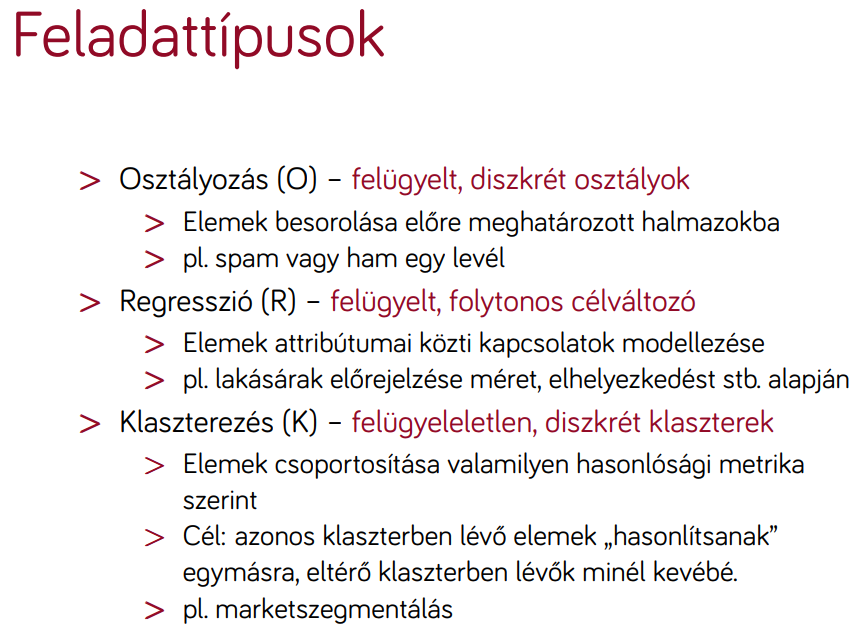 Feladattípusok
> Osztályozás (O) – felügyelt, diszkrét osztályok
> Elemek besorolása előre meghatározott halmazokba
> pl. spam vagy ham egy levél
> Regresszió (R) – felügyelt, folytonos célváltozó
> Elemek attribútumai közti kapcsolatok modellezése
> pl. lakásárak előrejelzése méret, elhelyezkedést stb. alapján
> Klaszterezés (K) – felügyeleletlen, diszkrét klaszterek
> Elemek csoportosítása valamilyen hasonlósági metrika
szerint
> Cél: azonos klaszterben lévő elemek „hasonlítsanak”
egymásra, eltérő klaszterben lévők minél kevébé.
> pl. marketszegmentálás